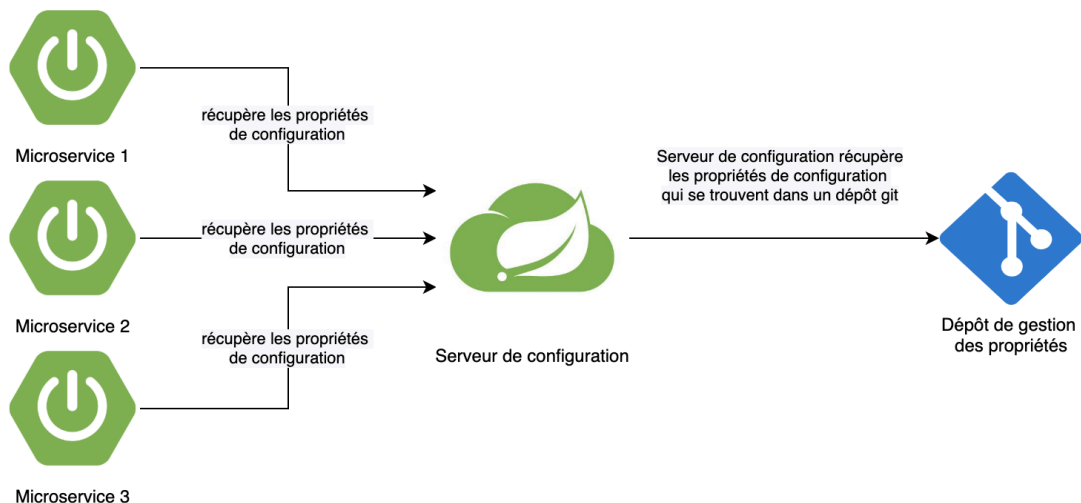 récupère les propriétés
de configuration
Microservice 1
Serveur de configuration récupère
les propriétés de configuration
qui se trouvent dans un dépôt git
récupère les propriétés
de configuration
Microservice 2
Dépôt de gestion
des propriétés
récupère les propriétés
de configuration
Serveur de configuration
Microservice 3